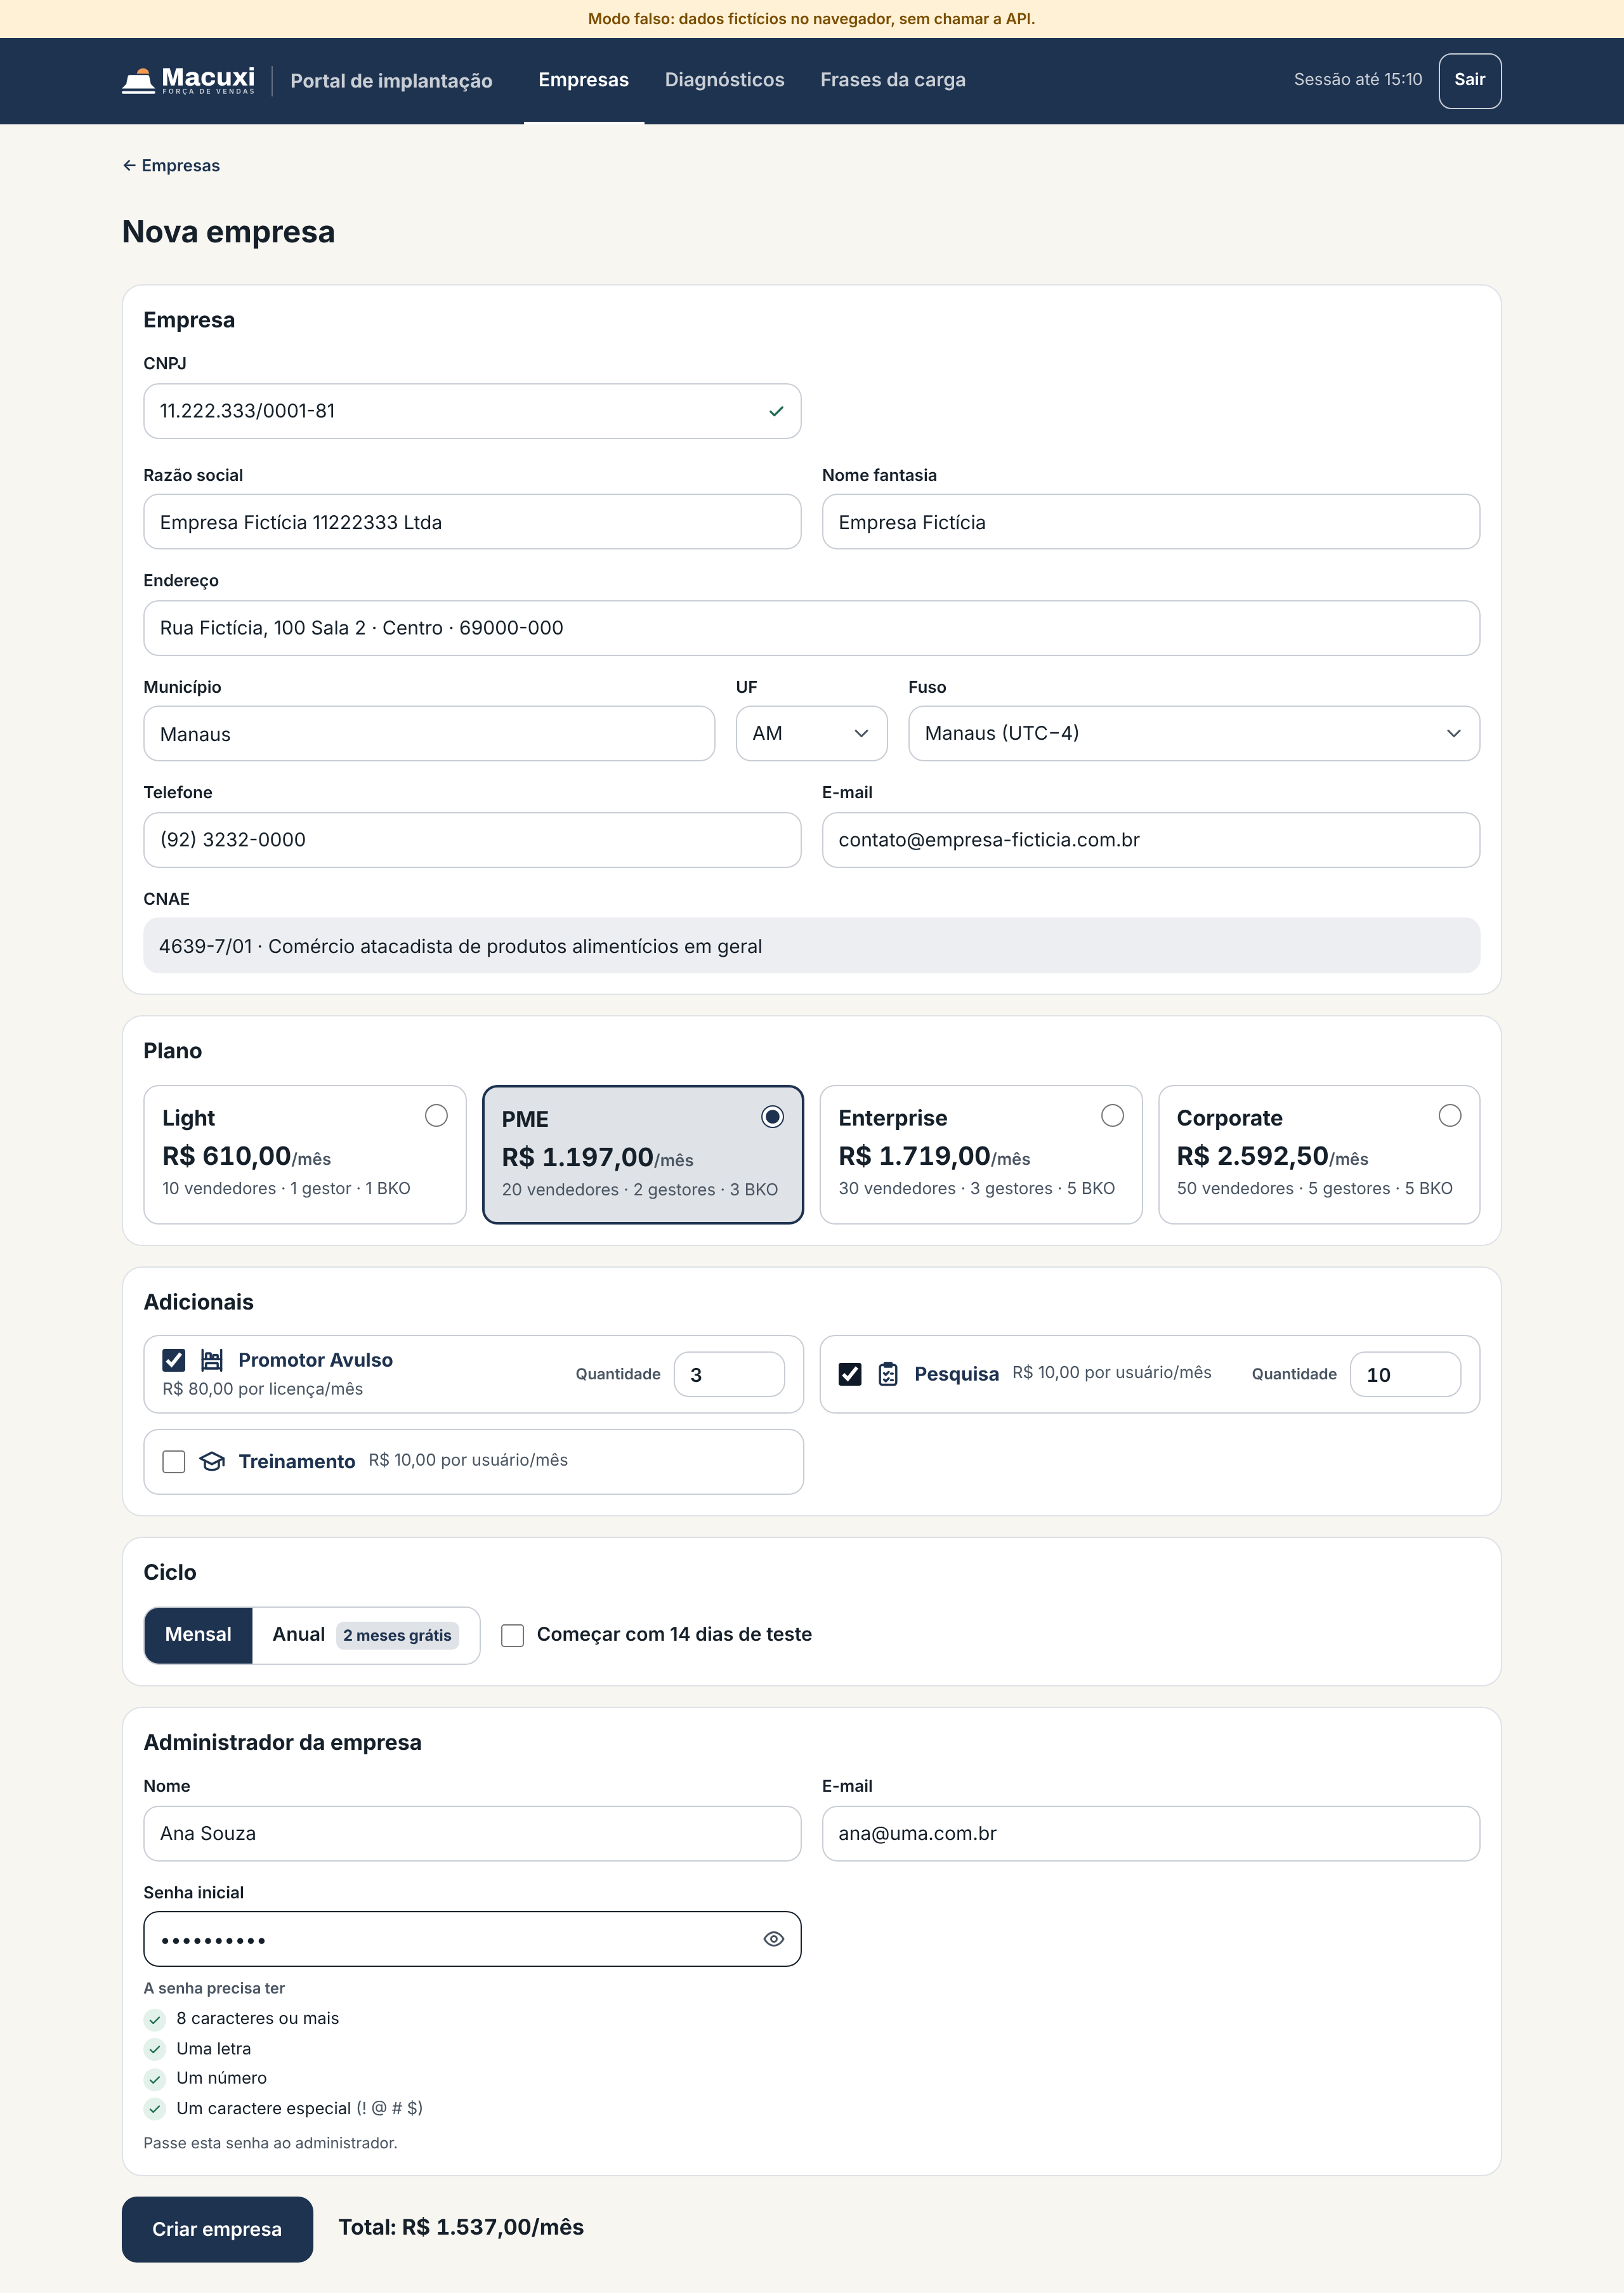 Modo falso: dados fictícios no navegador, sem chamar a API.
Macuxi
FORÇA DE VENDAS
Portal de implantação
Empresas
Diagnósticos
Frases da carga
Sessão até 15:10
Sair
← Empresas
Nova empresa
Empresa
CNPJ
11.222.333/0001-81
Razão social
Nome fantasia
Empresa Fictícia 11222333 Ltda
Empresa Fictícia
Endereço
Rua Fictícia, 100 Sala 2 · Centro · 69000-000
Município
UF
Fuso
Manaus
AM
Manaus (UTC−4)
Telefone
E-mail
(92) 3232-0000
contato@empresa-ficticia.com.br
CNAE
4639-7/01 · Comércio atacadista de produtos alimentícios em geral
Plano
Light
R$ 610,00/mês
10 vendedores · 1 gestor · 1 BKO
PME
R$ 1.197,00/mês
20 vendedores · 2 gestores · 3 BKO
Enterprise
R$ 1.719,00/mês
30 vendedores · 3 gestores · 5 BKO
Corporate
R$ 2.592,50/mês
50 vendedores · 5 gestores · 5 BKO
Adicionais
Promotor Avulso
R$ 80,00 por licença/mês
Quantidade
3
Pesquisa
R$ 10,00 por usuário/mês
Quantidade
10
Treinamento
R$ 10,00 por usuário/mês
Ciclo
Mensal
Anual
2 meses grátis
Começar com 14 dias de teste
Administrador da empresa
Nome
E-mail
Ana Souza
ana@uma.com.br
Senha inicial
••••••••••
A senha precisa ter
8 caracteres ou mais
Uma letra
Um número
Um caractere especial (! @ # $)
Passe esta senha ao administrador.
Criar empresa
Total: R$ 1.537,00/mês